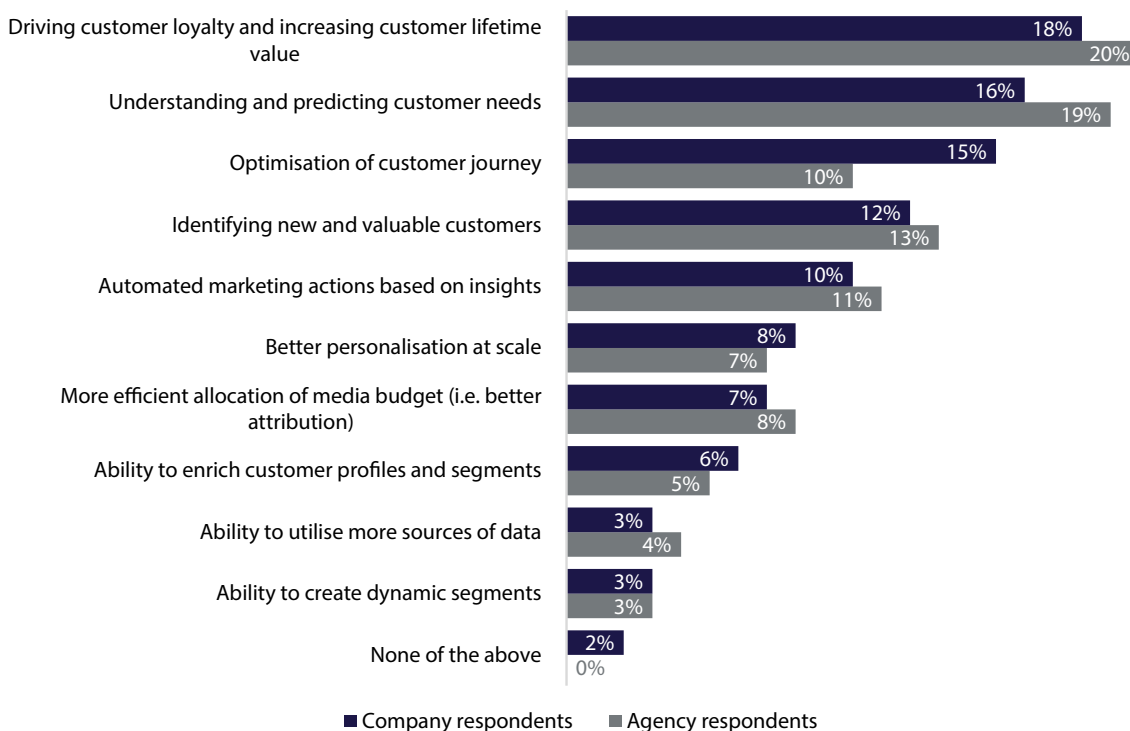 Driving customer loyalty and increasing customer lifetime
value
18%
20%
Understanding and predicting customer needs
16%
19%
Optimisation of customer journey
15%
10%
Identifying new and valuable customers
12%
13%
Automated marketing actions based on insights
10%
11%
Better personalisation at scale
8%
7%
More efficient allocation of media budget (i.e. better
attribution)
7%
8%
Ability to enrich customer profiles and segments
6%
5%
Ability to utilise more sources of data
3%
4%
Ability to create dynamic segments
3%
3%
None of the above
2%
0%
Company respondents Agency respondents